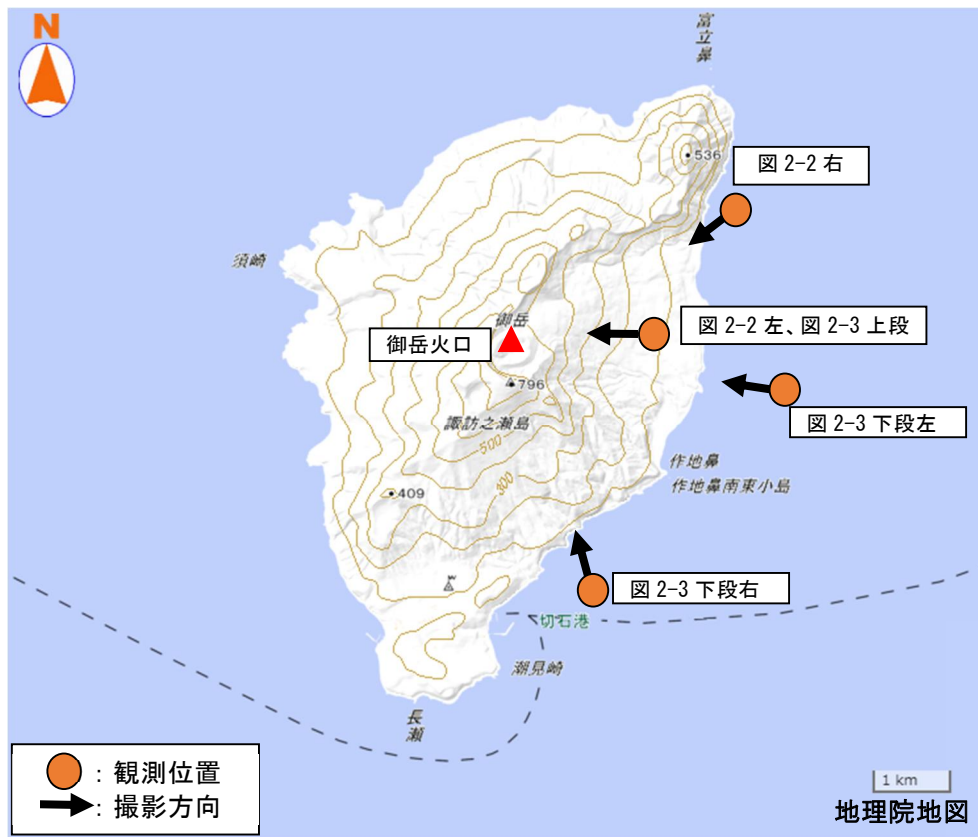 N
富立鼻
536
図 2-2 右
須崎
御岳
図 2-2 左、図 2-3 上段
御岳火口
796
図 2-3 下段左
諏訪之瀬島
500
作地鼻
作地鼻南東小島
300
409
図 2-3 下段右
切石港
潮見崎
長瀬
：観測位置
：撮影方向
1 km
地理院地図